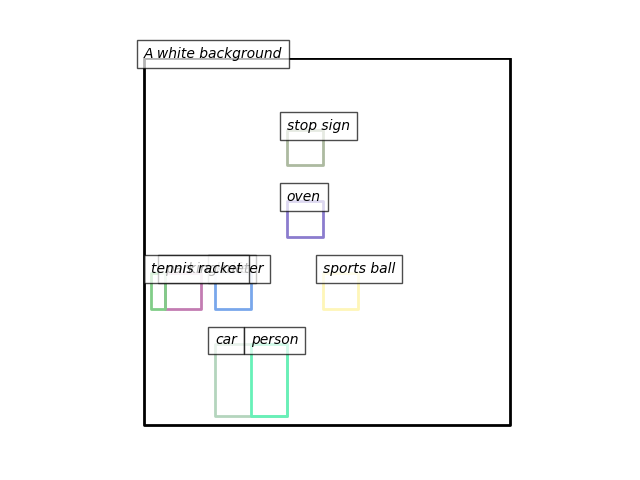 A white background
stop sign
oven
tennis racket
sports ball
car
person